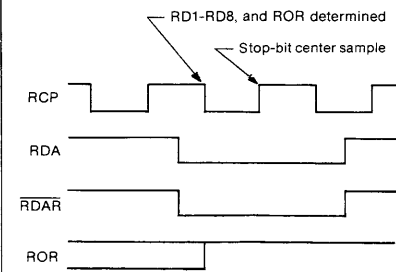 RD1-RD8, and ROR determined
Stop-bit center sample
RCP
RDA
RDAR
ROR